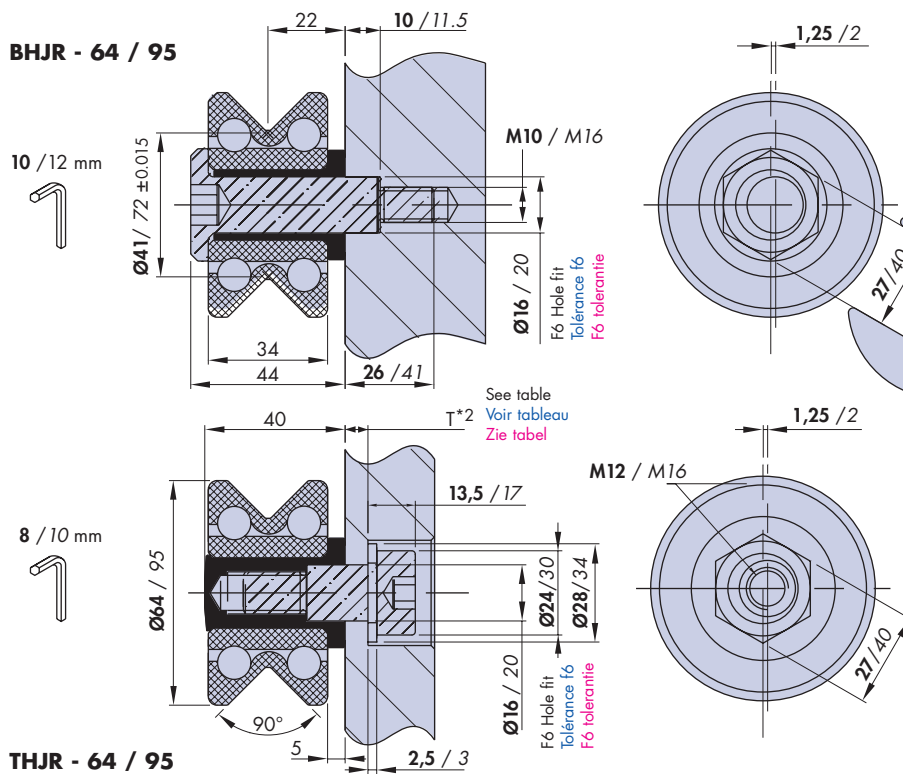 22
10 / 11.5
1,25 / 2
BHJR - 64 / 95
M10 / M16
10 / 12 mm
Ø41 / 72 ±0.015
Ø16 / 20
F6 Hole fit
Tolérance f6
F6 tolerantie
27/40
34
44
26 /41
See table
Voir tableau
Zie tabel
40
T*2
1,25 / 2
M12 / M16
13,5 / 17
8 / 10 mm
Ø64 / 95
Ø24/30
Ø28/34
Ø16 / 20
F6 Hole fit
Tolérance f6
F6 tolerantie
27/40
90°
5
2,5 / 3
THJR - 64 / 95